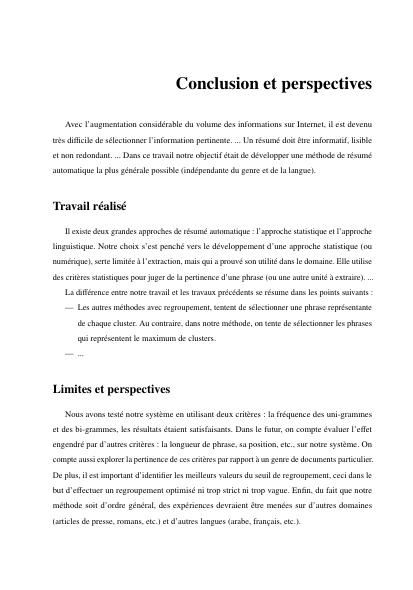 Conclusion et perspectives
Avec l'augmentation considérable du volume des informations sur Internet, il est devenu
très difficile de sélectionner l'information pertinente. ... Un résumé doit être informatif, lisible
et non redondant. ... Dans ce travail notre objectif était de développer une méthode de résumé
automatique la plus générale possible (indépendante du genre et de la langue).
Travail réalisé
Il existe deux grandes approches de résumé automatique : l'approche statistique et l'approche
linguistique. Notre choix s'est penché vers le développement d'une approche statistique (ou
numérique), serte limitée à l'extraction, mais qui a prouvé son utilité dans le domaine. Elle utilise
des critères statistiques pour juger de la pertinence d'une phrase (ou une autre unité à extraire). ...
La différence entre notre travail et les travaux précédents se résume dans les points suivants :
— Les autres méthodes avec regroupement, tentent de sélectionner une phrase représentante
de chaque cluster. Au contraire, dans notre méthode, on tente de sélectionner les phrases
qui représentent le maximum de clusters.
— ...
Limites et perspectives
Nous avons testé notre système en utilisant deux critères : la fréquence des uni-grammes
et des bi-grammes, les résultats étaient satisfaisants. Dans le futur, on compte évaluer l'effet
engendré par d'autres critères : la longueur de phrase, sa position, etc., sur notre système. On
compte aussi explorer la pertinence de ces critères par rapport à un genre de documents particulier.
De plus, il est important d'identifier les meilleurs valeurs du seuil de regroupement, ceci dans le
but d'effectuer un regroupement optimisé ni trop strict ni trop vague. Enfin, du fait que notre
méthode soit d'ordre général, des expériences devraient être menées sur d'autres domaines
(articles de presse, romans, etc.) et d'autres langues (arabe, français, etc.).